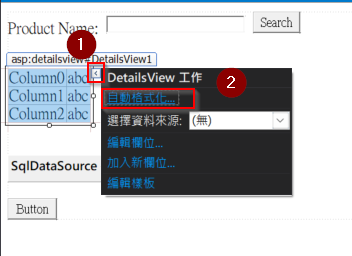 Product Name: Search
1
asp:detailsview#DetailsView1
Column0 abc
Column1 abc
Column2 abc
<
DetailsView 工作
2
自動格式化...
選擇資料來源: (無)
編輯欄位...
加入新欄位...
編輯樣板
SqlDataSource
Button